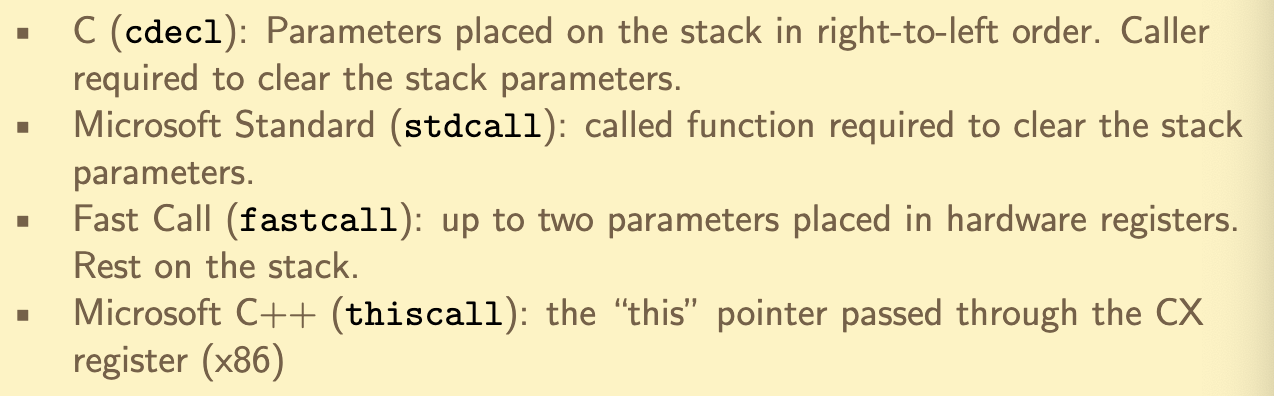 ▪ C (cdecl): Parameters placed on the stack in right-to-left order. Caller
required to clear the stack parameters.
▪ Microsoft Standard (stdcall): called function required to clear the stack
parameters.
▪ Fast Call (fastcall): up to two parameters placed in hardware registers.
Rest on the stack.
▪ Microsoft C++ (thiscall): the “this” pointer passed through the CX
register (x86)